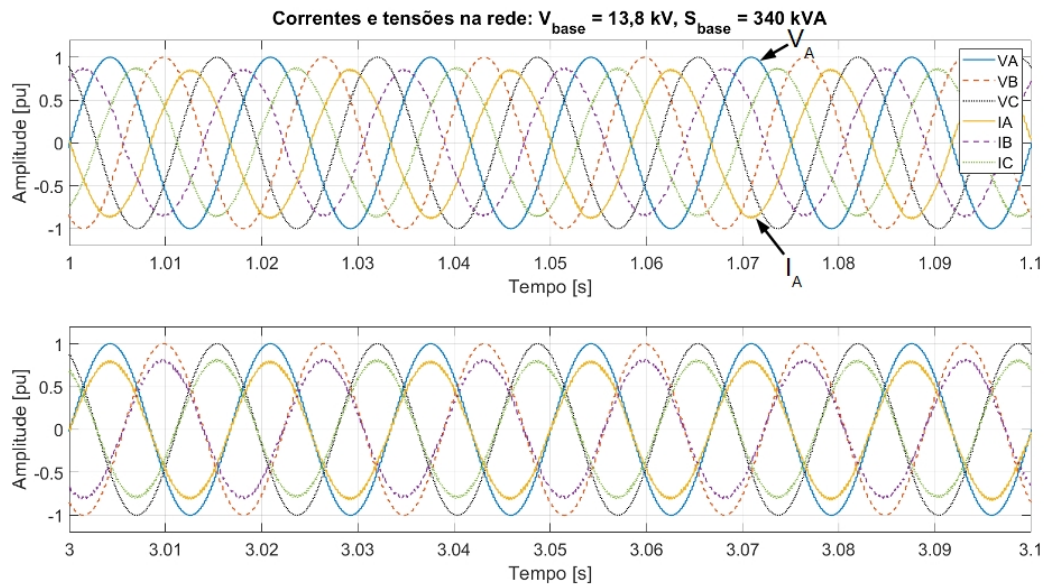 Correntes e tensões na rede: V_base = 13,8 kV, S_base = 340 kVA
V_A
VA
VB
VC
IA
IB
IC
Amplitude [pu]
1
0.5
0
-0.5
-1
I_A
1 1.01 1.02 1.03 1.04 1.05 1.06 1.07 1.08 1.09 1.1
Tempo [s]
Amplitude [pu]
1
0.5
0
-0.5
-1
3 3.01 3.02 3.03 3.04 3.05 3.06 3.07 3.08 3.09 3.1
Tempo [s]